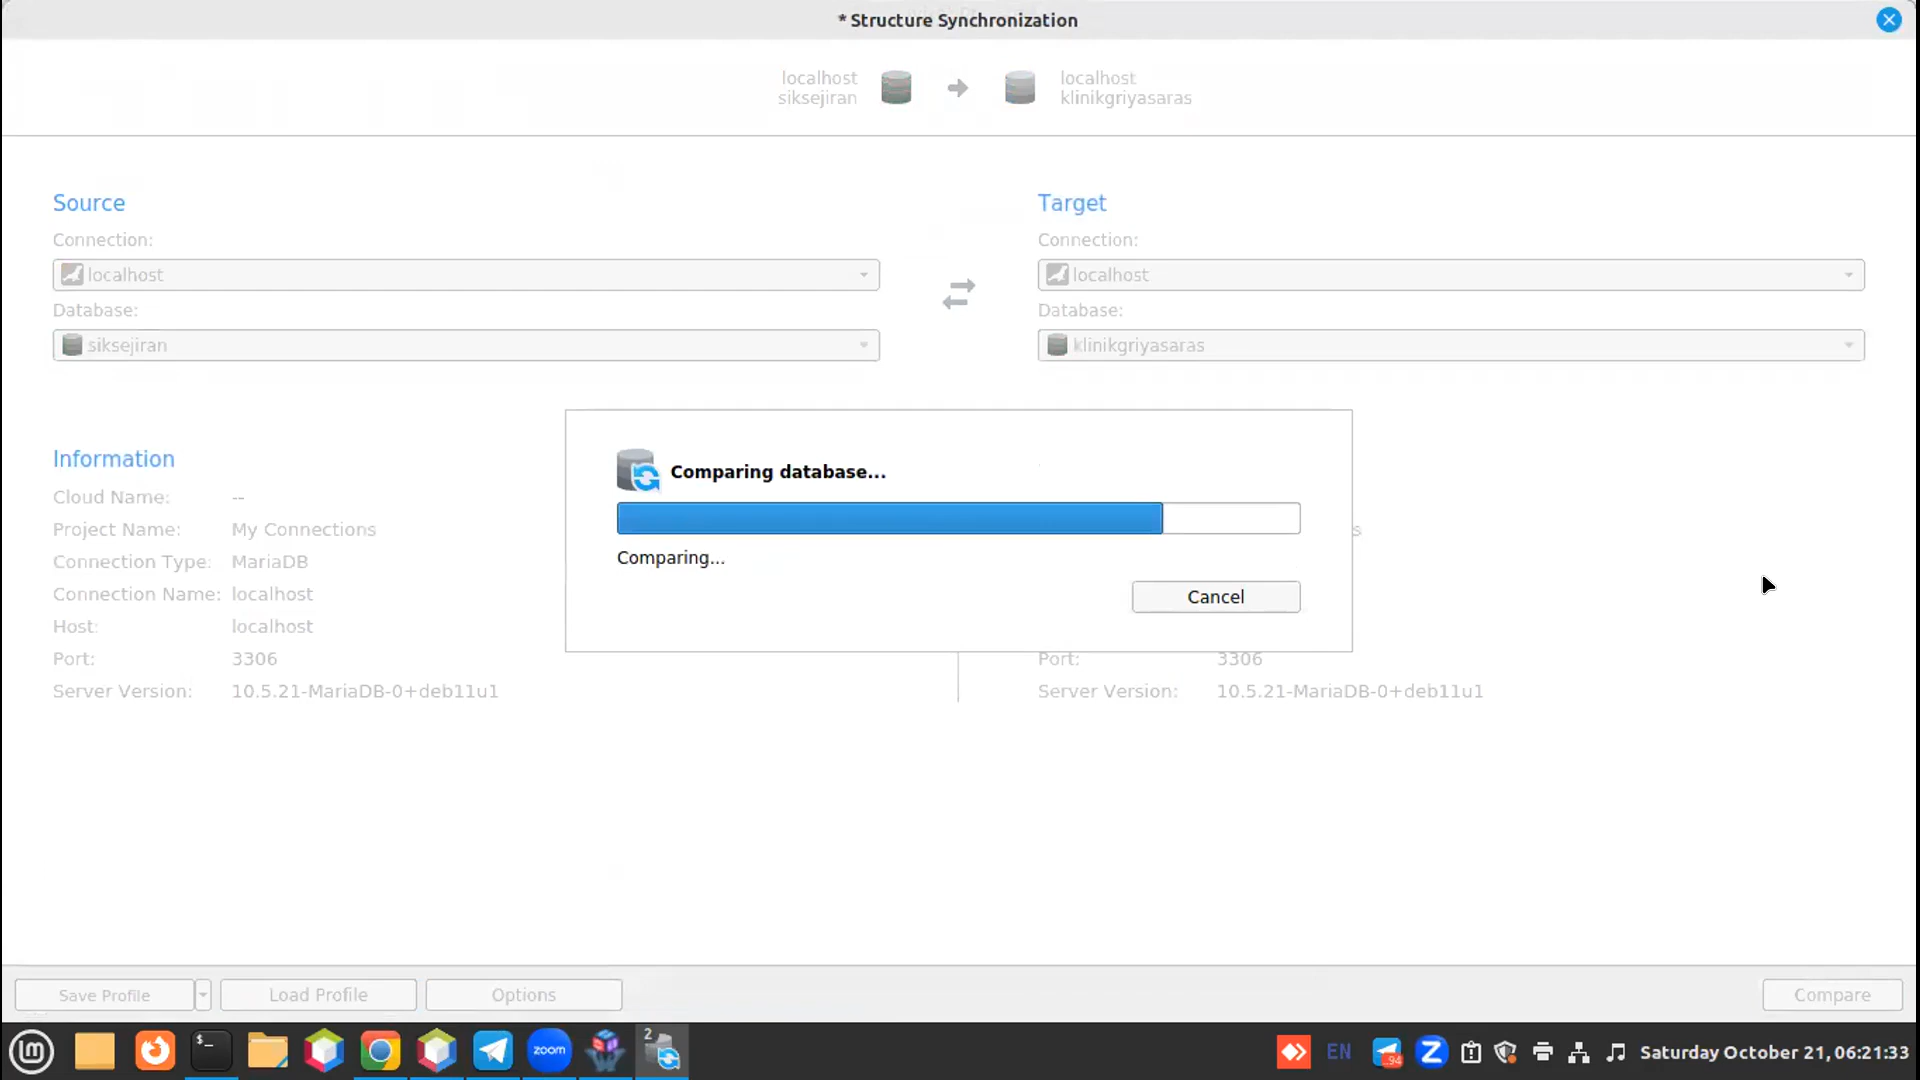 * Structure Synchronization
localhost
siksejiran
localhost
klinikgriyasaras
Source
Connection:
localhost
Database:
siksejiran
Target
Connection:
localhost
Database:
klinikgriyasaras
Information
Cloud Name: --
Project Name: My Connections
Connection Type: MariaDB
Connection Name: localhost
Host: localhost
Port: 3306
Server Version: 10.5.21-MariaDB-0+deb11u1
s
Port: 3306
Server Version: 10.5.21-MariaDB-0+deb11u1
Comparing database...
Comparing...
Cancel
Save Profile
Load Profile
Options
Compare
zoom
2
EN
94
Saturday October 21, 06:21:33